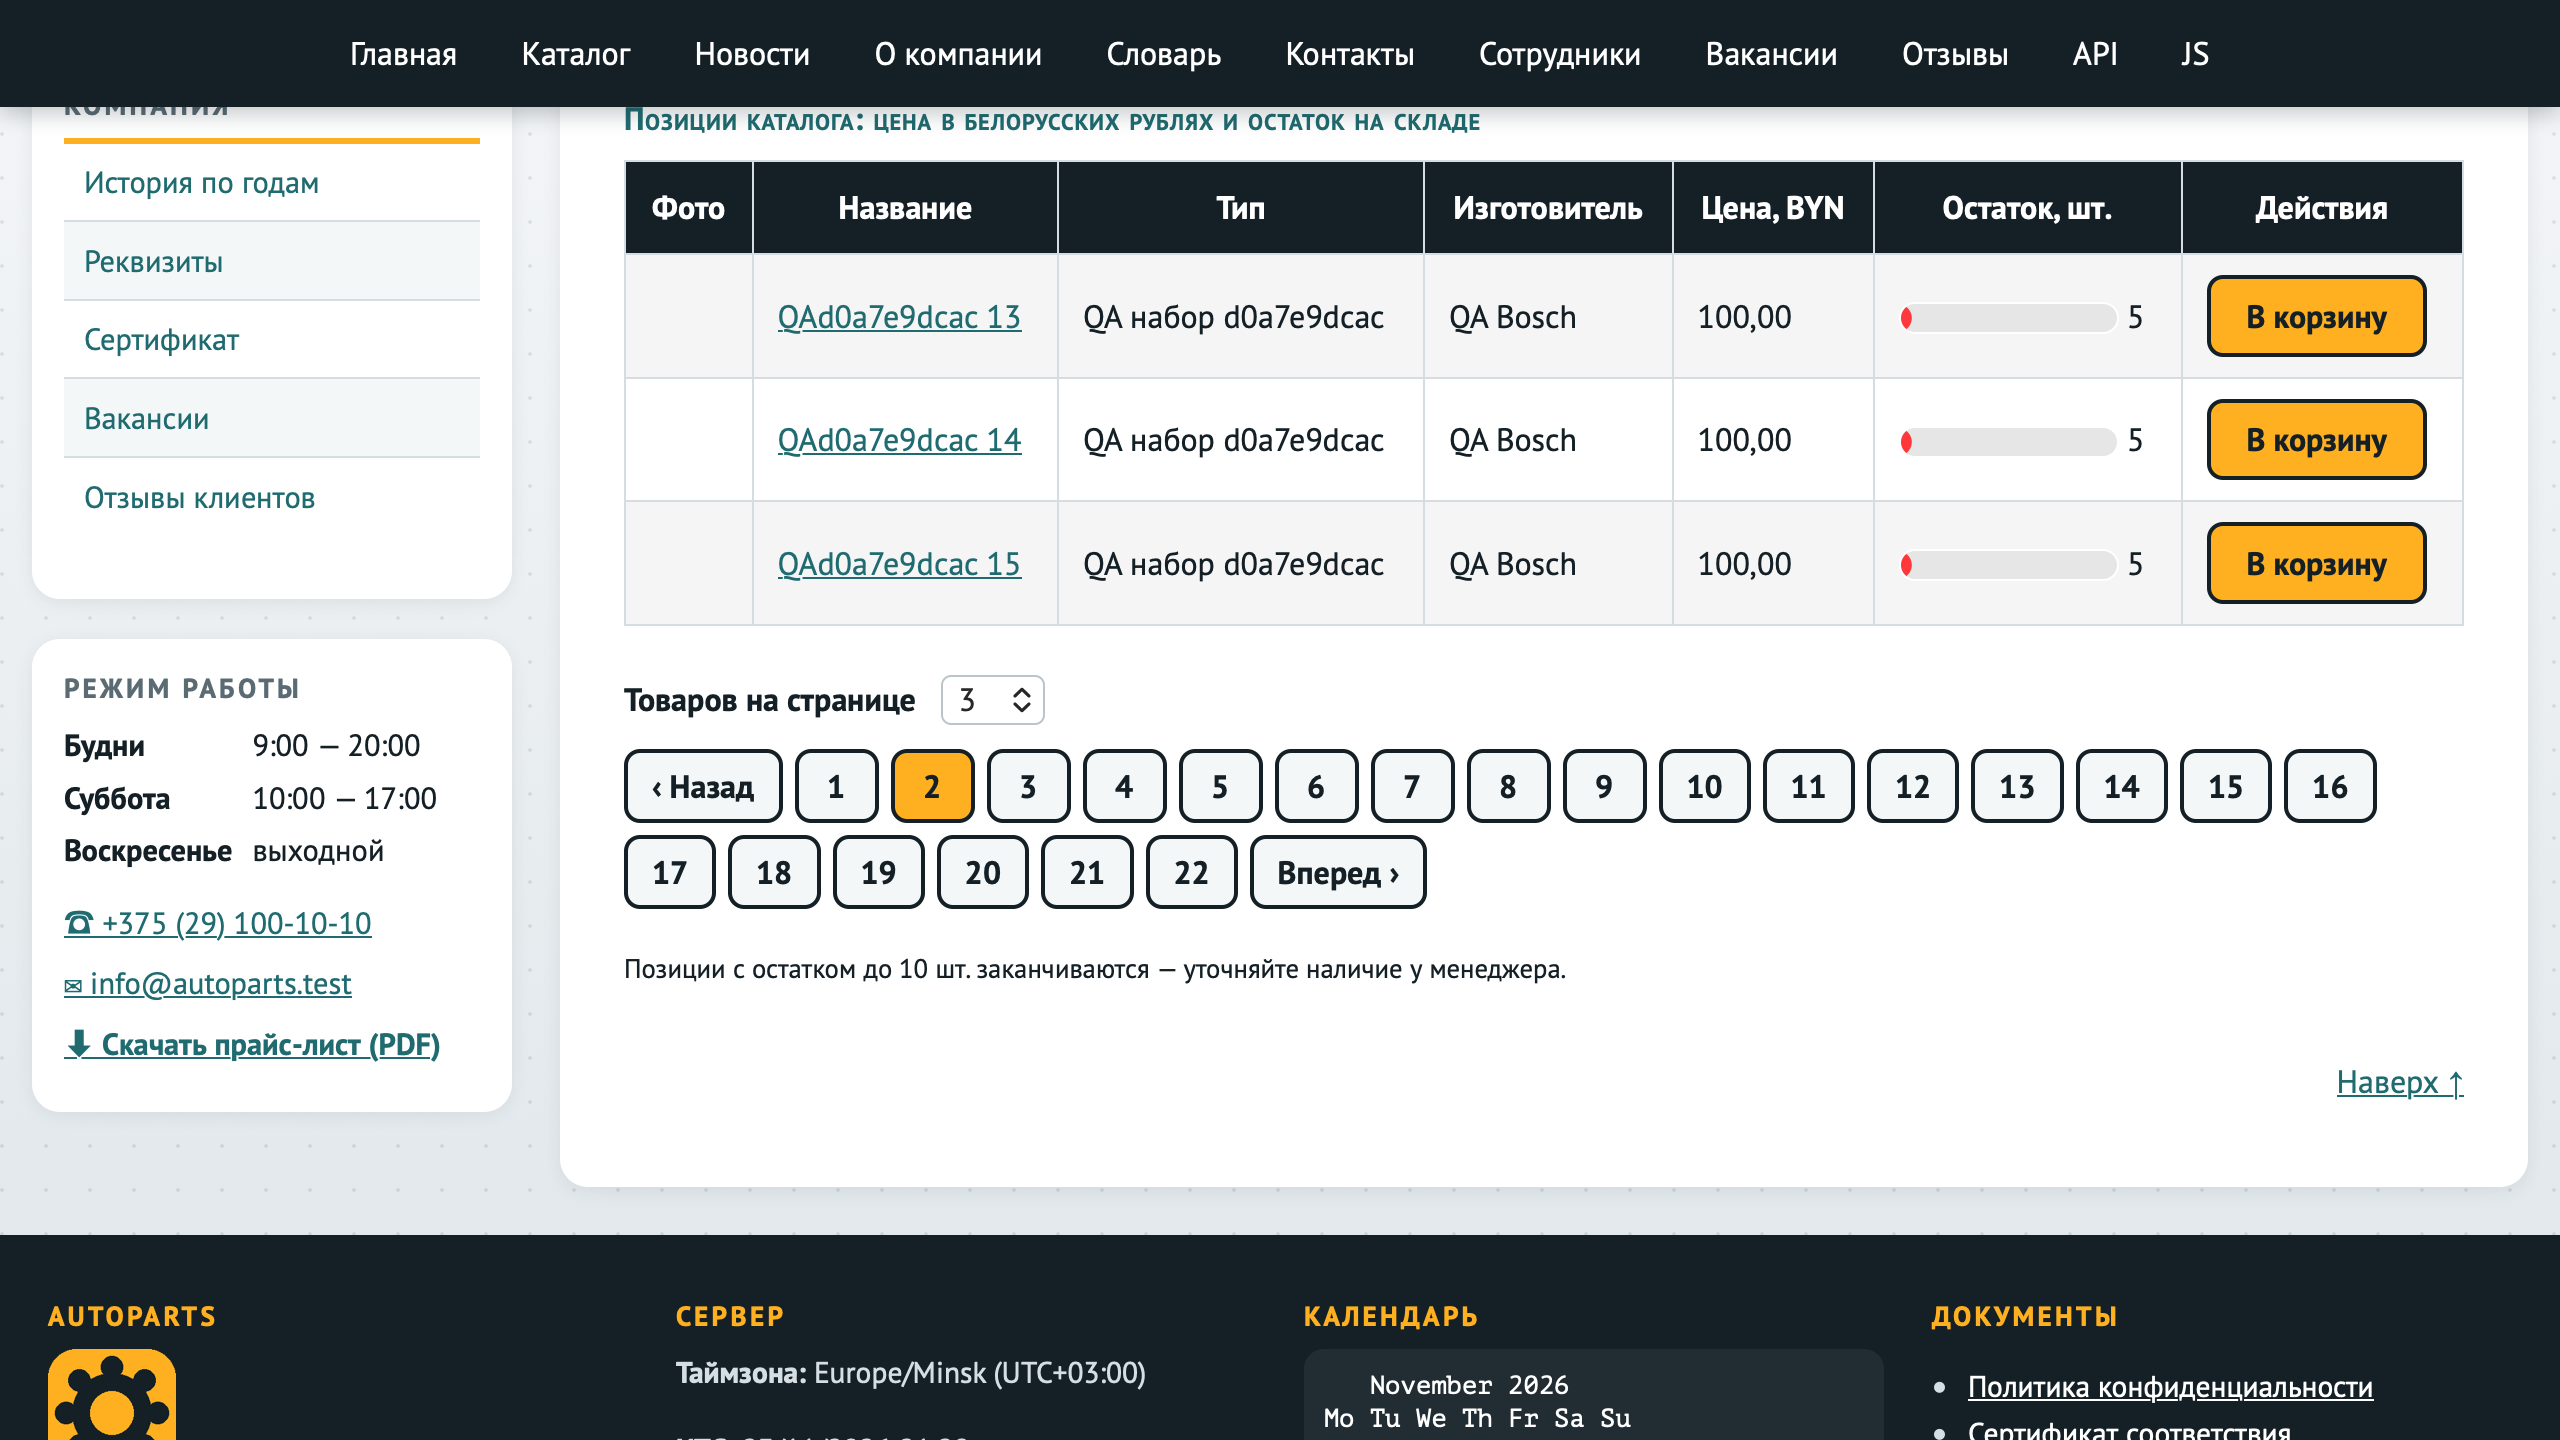 Главная Каталог Новости О компании Словарь Контакты Сотрудники Вакансии Отзывы API JS
КОМПАНИЯ
История по годам
Реквизиты
Сертификат
Вакансии
Отзывы клиентов
РЕЖИМ РАБОТЫ
Будни 9:00 — 20:00
Суббота 10:00 — 17:00
Воскресенье выходной
☎ +375 (29) 100-10-10
✉ info@autoparts.test
⬇ Скачать прайс-лист (PDF)
Позиции каталога: цена в белорусских рублях и остаток на складе
Фото Название Тип Изготовитель Цена, BYN Остаток, шт. Действия
QAd0a7e9dcac 13 QA набор d0a7e9dcac QA Bosch 100,00 5 В корзину
QAd0a7e9dcac 14 QA набор d0a7e9dcac QA Bosch 100,00 5 В корзину
QAd0a7e9dcac 15 QA набор d0a7e9dcac QA Bosch 100,00 5 В корзину
Товаров на странице 3
‹ Назад 1 2 3 4 5 6 7 8 9 10 11 12 13 14 15 16
17 18 19 20 21 22 Вперед ›
Позиции с остатком до 10 шт. заканчиваются — уточняйте наличие у менеджера.
Наверх ↑
AUTOPARTS
СЕРВЕР
Таймзона: Europe/Minsk (UTC+03:00)
КАЛЕНДАРЬ
November 2026
Mo Tu We Th Fr Sa Su
ДОКУМЕНТЫ
Политика конфиденциальности
Сертификат соответствия